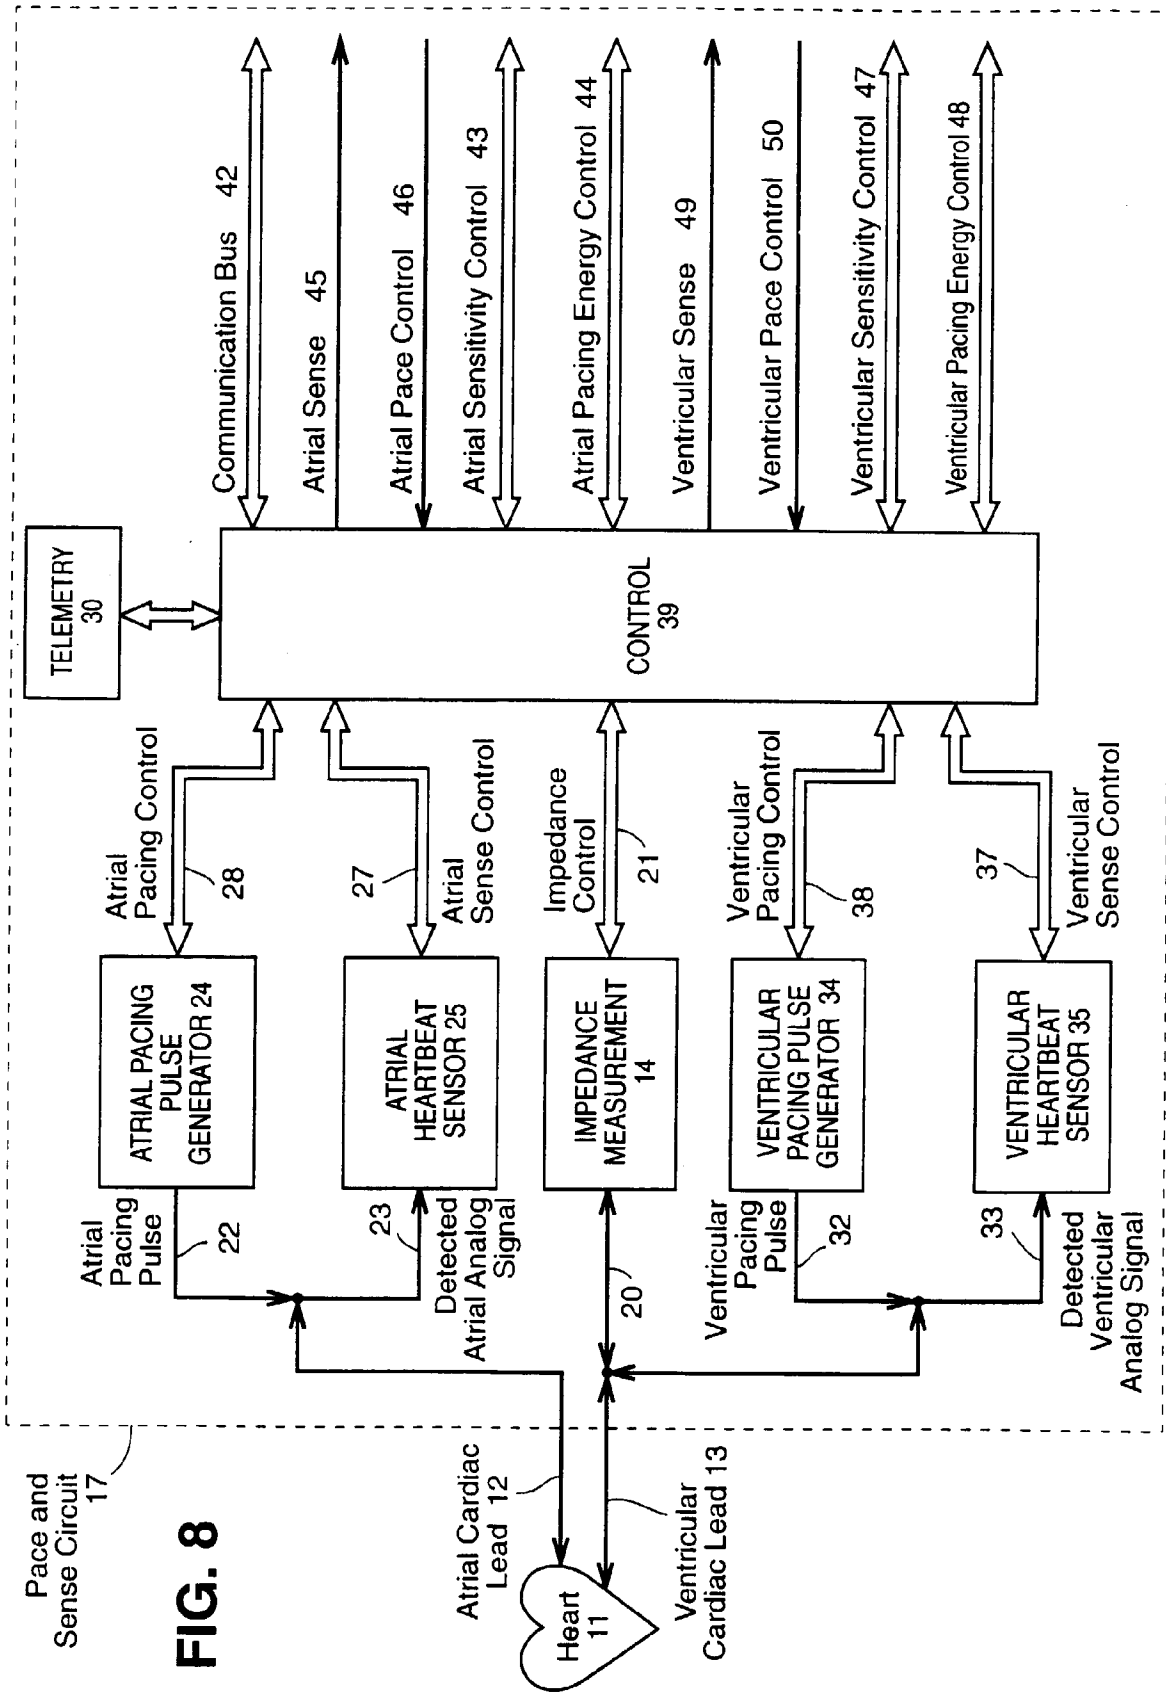 Pace and
Sense Circuit
17
FIG. 8
TELEMETRY
30
Atrial
Pacing Control
28
ATRIAL PACING
PULSE
GENERATOR 24
Atrial
Pacing
Pulse
22
27
Atrial
Sense Control
ATRIAL
HEARTBEAT
SENSOR 25
23
Detected
Atrial Analog
Signal
Impedance
Control
21
IMPEDANCE
MEASUREMENT
14
20
Ventricular
Pacing Control
38
VENTRICULAR
PACING PULSE
GENERATOR 34
Ventricular
Pacing
Pulse
32
37
Ventricular
Sense Control
VENTRICULAR
HEARTBEAT
SENSOR 35
33
Detected
Ventricular
Analog Signal
Atrial Cardiac
Lead 12
Heart
11
Ventricular
Cardiac Lead 13
CONTROL
39
Communication Bus 42
Atrial Sense 45
Atrial Pace Control 46
Atrial Sensitivity Control 43
Atrial Pacing Energy Control 44
Ventricular Sense 49
Ventricular Pace Control 50
Ventricular Sensitivity Control 47
Ventricular Pacing Energy Control 48